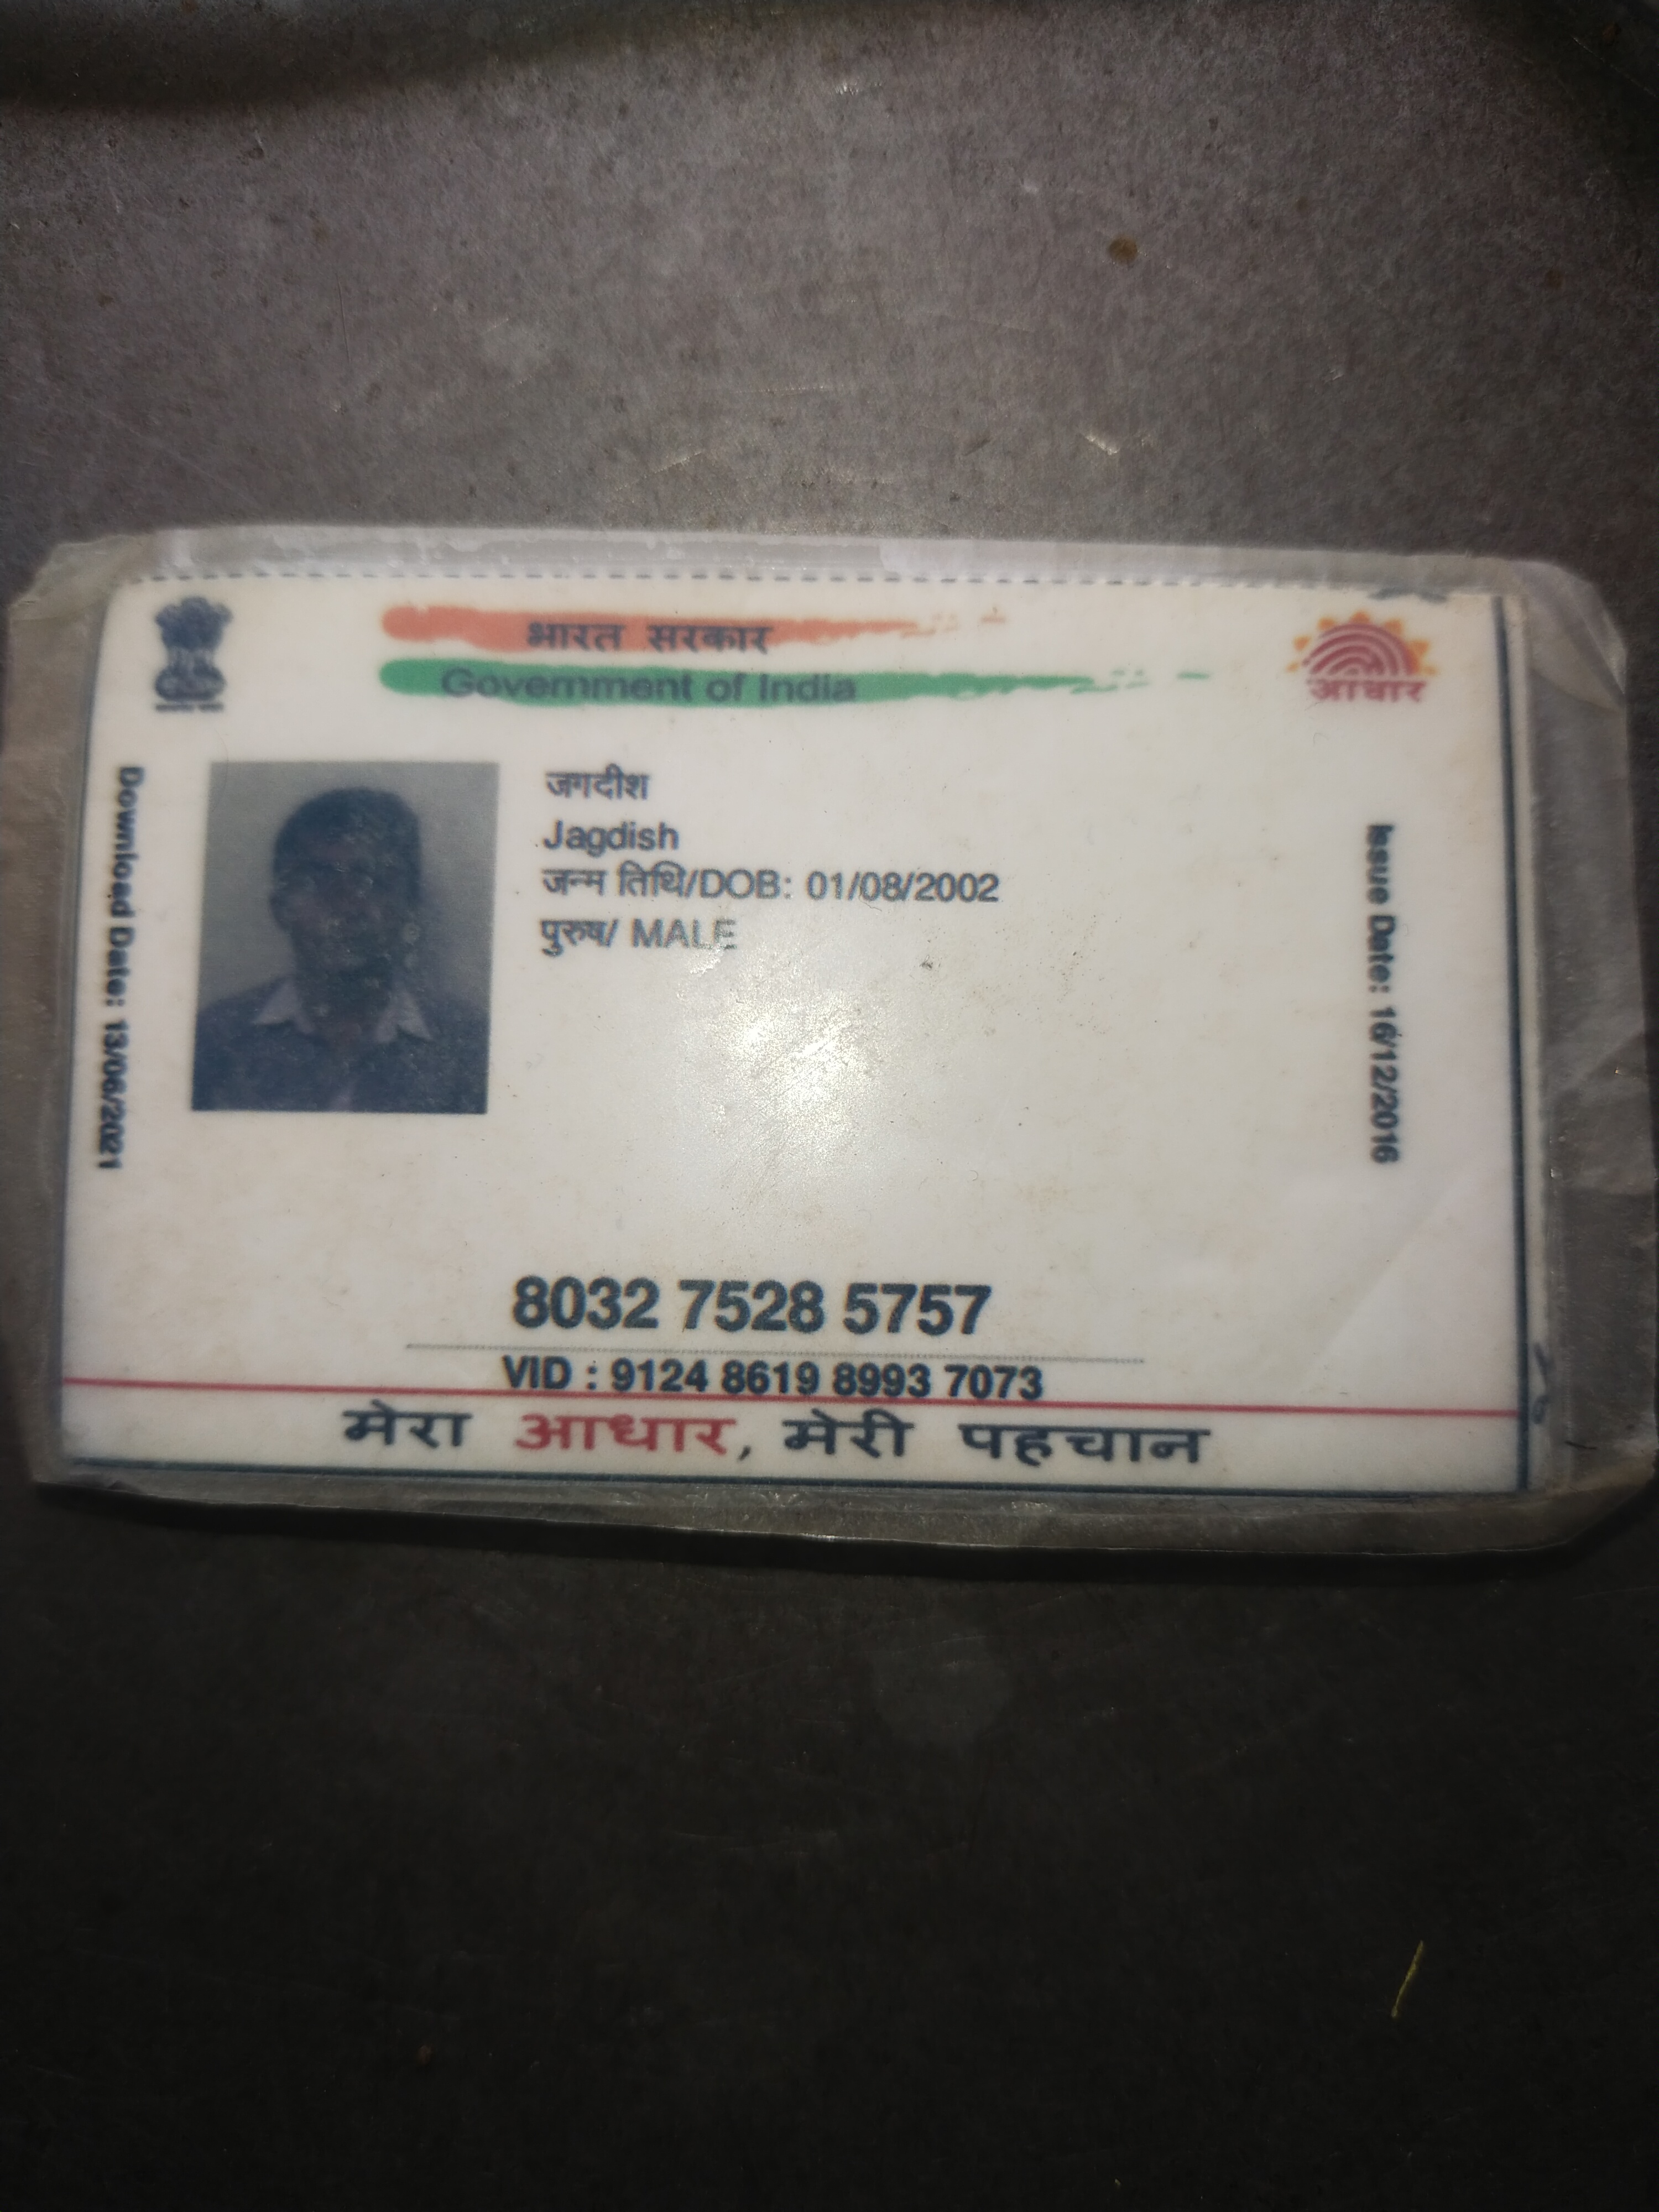 भारत सरकार
Government of India
आधार
Download Date: 13/06/2021
जगदीश
Jagdish
जन्म तिथि/DOB: 01/08/2002
पुरुष/ MALE
Issue Date: 16/12/2016
8032 7528 5757
VID : 9124 8619 8993 7073
मेरा आधार, मेरी पहचान